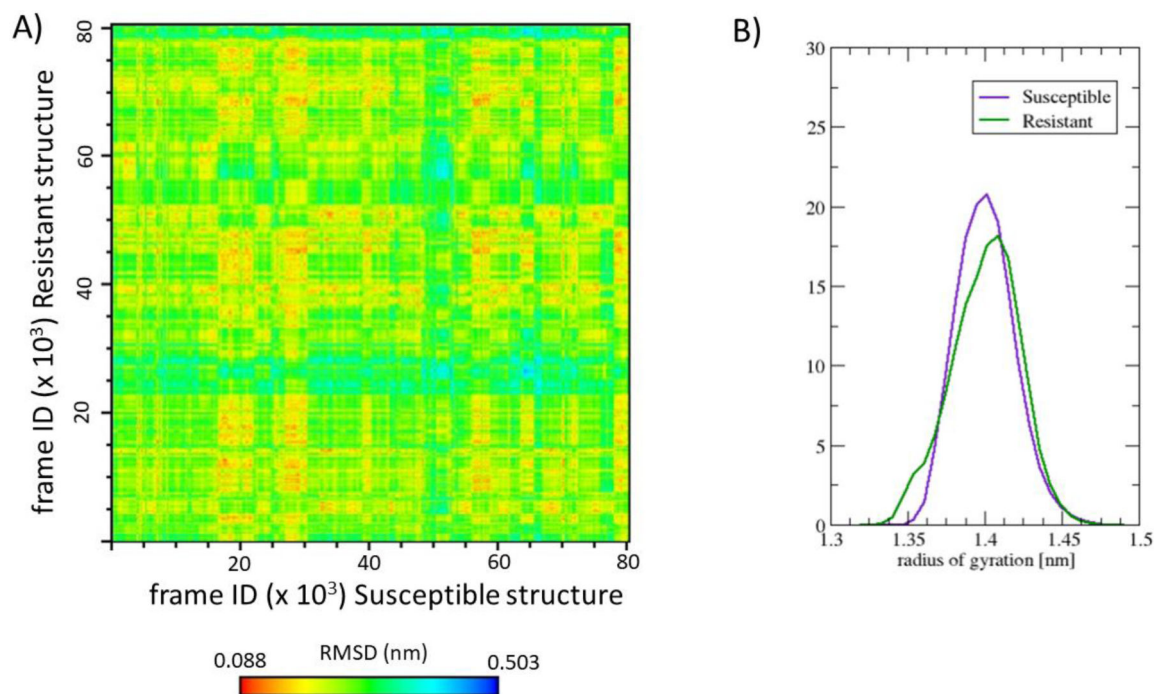 A)
80
60
40
20
frame ID (x 10³) Resistant structure
20 40 60 80
frame ID (x 10³) Susceptible structure
RMSD (nm)
0.088 0.503
B)
30
25
20
15
10
5
0
Susceptible
Resistant
1.3 1.35 1.4 1.45 1.5
radius of gyration [nm]